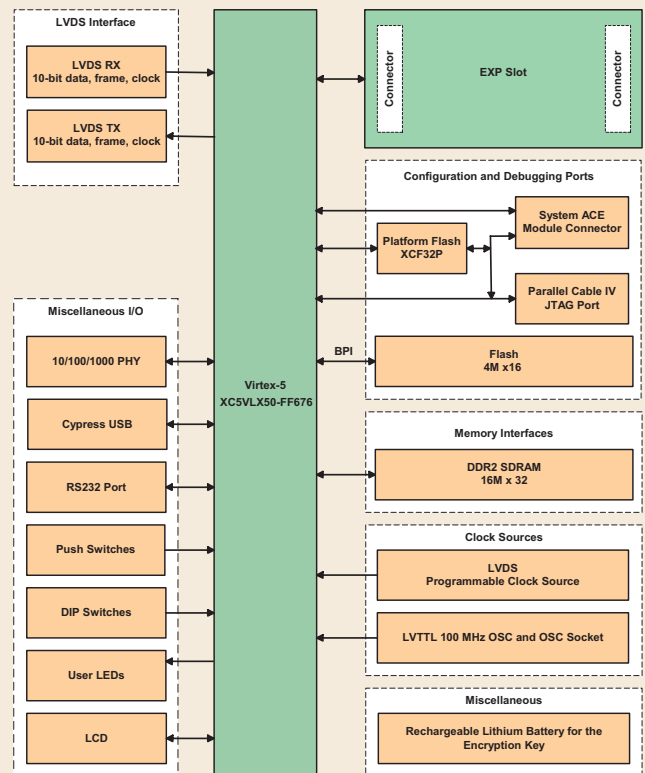 LVDS Interface
LVDS RX
10-bit data, frame, clock
LVDS TX
10-bit data, frame, clock
Miscellaneous I/O
10/100/1000 PHY
Cypress USB
RS232 Port
Push Switches
DIP Switches
User LEDs
LCD
Virtex-5
XC5VLX50-FF676
Connector
EXP Slot
Connector
Configuration and Debugging Ports
System ACE
Module Connector
Platform Flash
XCF32P
Parallel Cable IV
JTAG Port
BPI
Flash
4M x16
Memory Interfaces
DDR2 SDRAM
16M x 32
Clock Sources
LVDS
Programmable Clock Source
LVTTL 100 MHz OSC and OSC Socket
Miscellaneous
Rechargeable Lithium Battery for the
Encryption Key